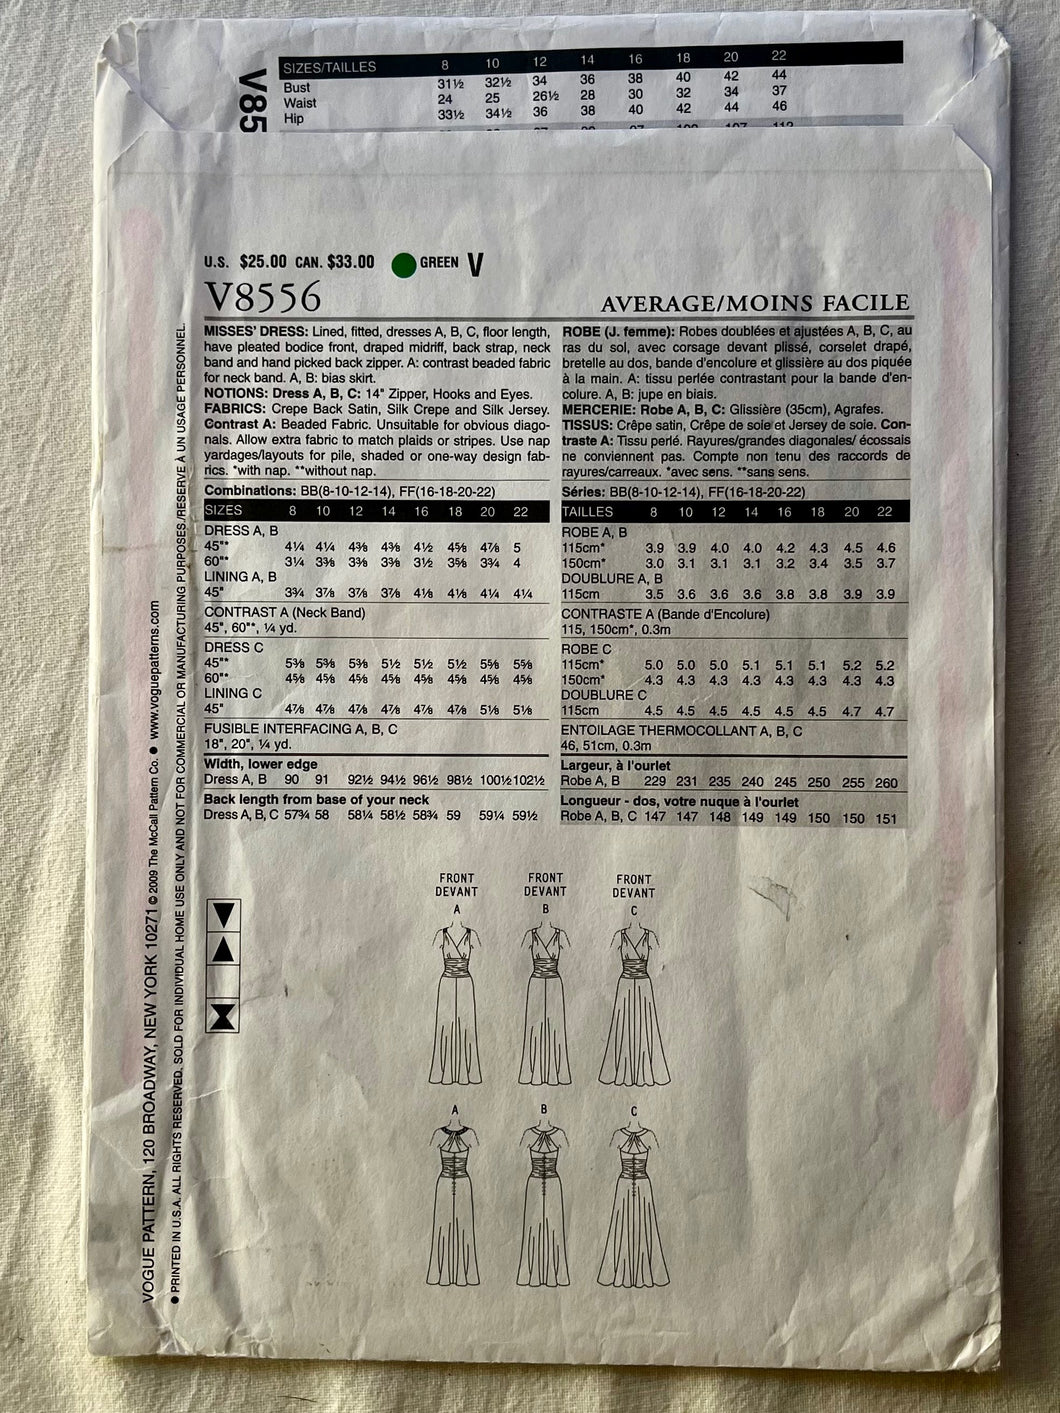 V85
SIZES/TAILLES 8 10 12 14 16 18 20 22
Bust 31½ 32½ 34 36 38 40 42 44
Waist 24 25 26½ 28 30 32 34 37
Hip 33½ 34½ 36 38 40 42 44 46
U.S. $25.00 CAN. $33.00 GREEN V
V8556 AVERAGE/MOINS FACILE
MISSES' DRESS: Lined, fitted, dresses A, B, C, floor length,
have pleated bodice front, draped midriff, back strap, neck
band and hand picked back zipper. A: contrast beaded fabric
for neck band. A, B: bias skirt.
NOTIONS: Dress A, B, C: 14" Zipper, Hooks and Eyes.
FABRICS: Crepe Back Satin, Silk Crepe and Silk Jersey.
Contrast A: Beaded Fabric. Unsuitable for obvious diago-
nals. Allow extra fabric to match plaids or stripes. Use nap
yardages/layouts for pile, shaded or one-way design fab-
rics. *with nap. **without nap.
Combinations: BB(8-10-12-14), FF(16-18-20-22)
SIZES 8 10 12 14 16 18 20 22
DRESS A, B
45"* 4¼ 4¼ 4⅜ 4⅜ 4½ 4⅝ 4⅞ 5
60"* 3¼ 3⅜ 3⅜ 3⅜ 3½ 3⅝ 3¾ 4
LINING A, B
45" 3¾ 3⅞ 3⅞ 3⅞ 4⅛ 4⅛ 4¼ 4¼
CONTRAST A (Neck Band)
45", 60"*, ¼ yd.
DRESS C
45"* 5⅜ 5⅜ 5⅜ 5½ 5½ 5½ 5⅝ 5⅝
60"* 4⅝ 4⅝ 4⅝ 4⅝ 4⅝ 4⅝ 4⅝ 4⅝
LINING C
45" 4⅞ 4⅞ 4⅞ 4⅞ 4⅞ 4⅞ 5⅛ 5⅛
FUSIBLE INTERFACING A, B, C
18", 20", ¼ yd.
Width, lower edge
Dress A, B 90 91 92½ 94½ 96½ 98½ 100½ 102½
Back length from base of your neck
Dress A, B, C 57¾ 58 58¼ 58½ 58¾ 59 59¼ 59½
ROBE (J. femme): Robes doublées et ajustées A, B, C, au
ras du sol, avec corsage devant plissé, corselet drapé,
bretelle au dos, bande d'encolure et glissière au dos piquée
à la main. A: tissu perlée contrastant pour la bande d'en-
colure. A, B: jupe en biais.
MERCERIE: Robe A, B, C: Glissière (35cm), Agrafes.
TISSUS: Crêpe satin, Crêpe de soie et Jersey de soie. Con-
traste A: Tissu perlé. Rayures/grandes diagonales/ écossais
ne conviennent pas. Compte non tenu des raccords de
rayures/carreaux. *avec sens. **sans sens.
Séries: BB(8-10-12-14), FF(16-18-20-22)
TAILLES 8 10 12 14 16 18 20 22
ROBE A, B
115cm* 3.9 3.9 4.0 4.0 4.2 4.3 4.5 4.6
150cm* 3.0 3.1 3.1 3.1 3.2 3.4 3.5 3.7
DOUBLURE A, B
115cm 3.5 3.6 3.6 3.6 3.8 3.8 3.9 3.9
CONTRASTE A (Bande d'Encolure)
115, 150cm*, 0.3m
ROBE C
115cm* 5.0 5.0 5.0 5.1 5.1 5.1 5.2 5.2
150cm* 4.3 4.3 4.3 4.3 4.3 4.3 4.3 4.3
DOUBLURE C
115cm 4.5 4.5 4.5 4.5 4.5 4.5 4.7 4.7
ENTOILAGE THERMOCOLLANT A, B, C
46, 51cm, 0.3m
Largeur, à l'ourlet
Robe A, B 229 231 235 240 245 250 255 260
Longueur - dos, votre nuque à l'ourlet
Robe A, B, C 147 147 148 149 149 150 150 151
FRONT DEVANT A
FRONT DEVANT B
FRONT DEVANT C
A B C
VOGUE PATTERN, 120 BROADWAY, NEW YORK 10271 © 2009 The McCall Pattern Co. ● www.voguepatterns.com
● PRINTED IN U.S.A. ALL RIGHTS RESERVED. SOLD FOR INDIVIDUAL HOME USE ONLY AND NOT FOR COMMERCIAL OR MANUFACTURING PURPOSES./RESERVE A UN USAGE PERSONNEL.